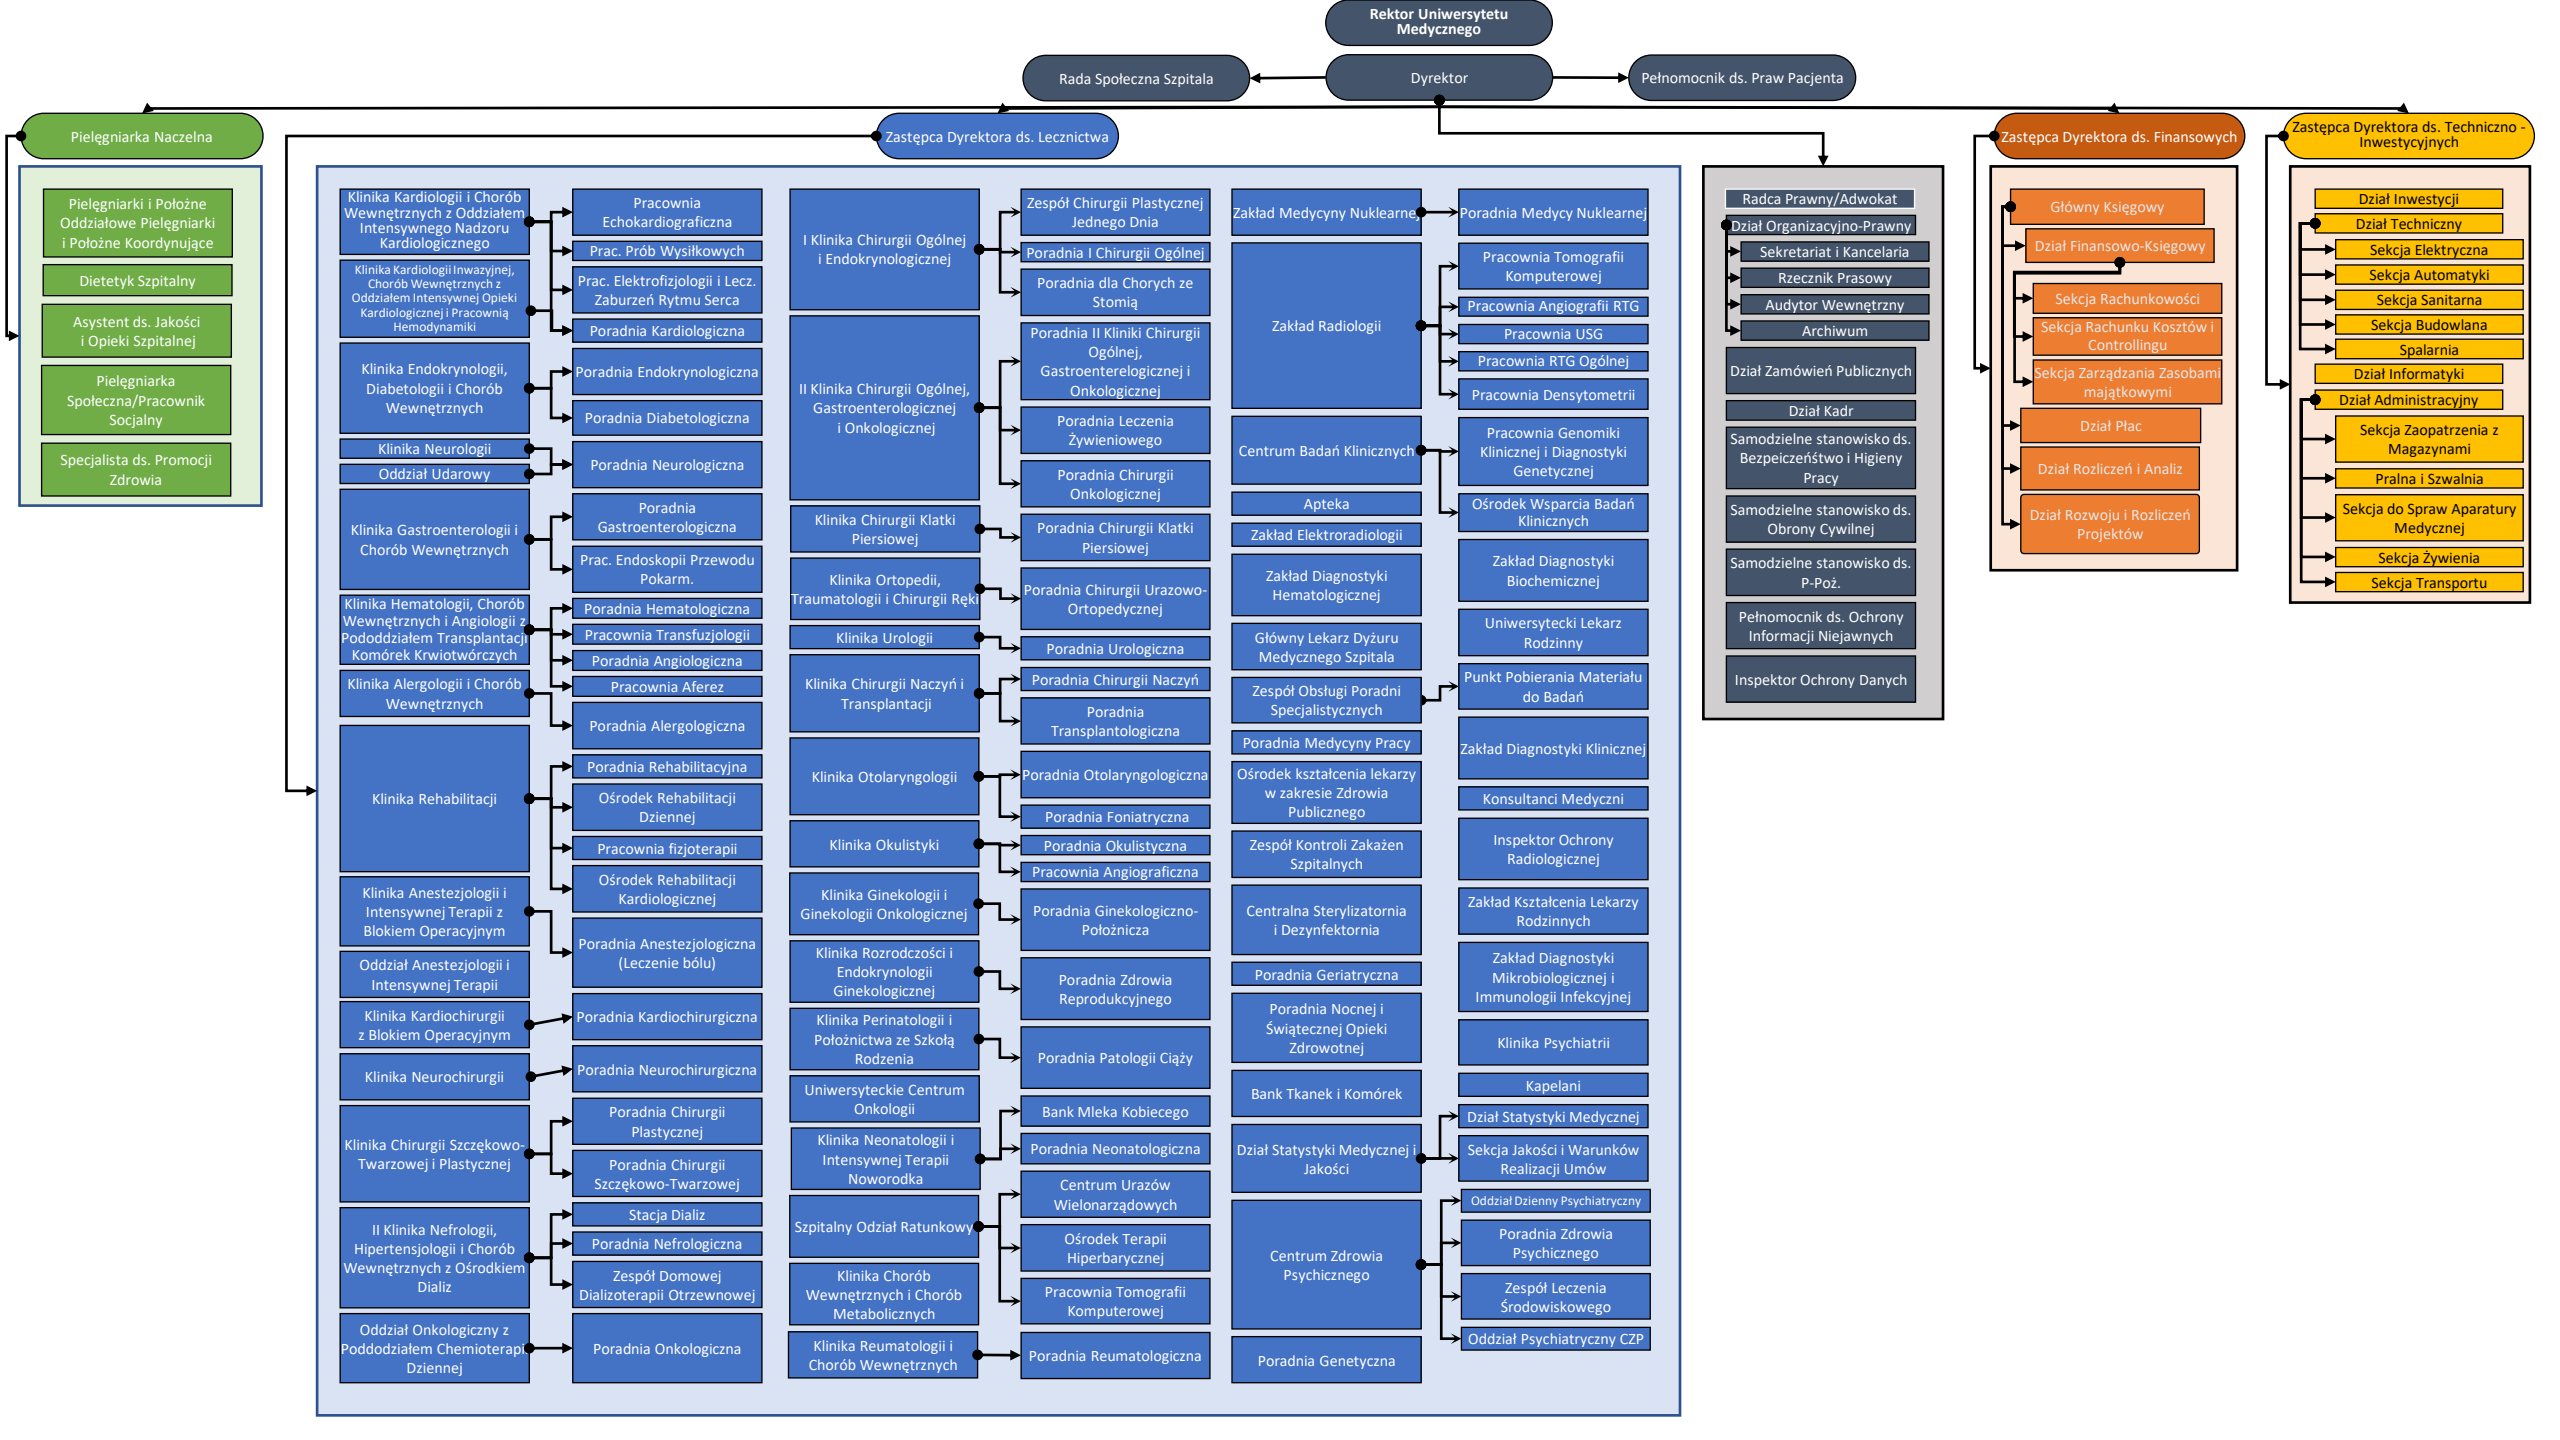 Rektor Uniwersytetu
Medycznego
Rada Społeczna Szpitala
Dyrektor
Pełnomocnik ds. Praw Pacjenta
Pielęgniarka Naczelna
Zastępca Dyrektora ds. Lecznictwa
Zastępca Dyrektora ds. Finansowych
Zastępca Dyrektora ds. Techniczno -
Inwestycyjnych
Pielęgniarki i Położne
Oddziałowe Pielęgniarki
i Położne Koordynujące
Dietetyk Szpitalny
Asystent ds. Jakości
i Opieki Szpitalnej
Pielęgniarka
Społeczna/Pracownik
Socjalny
Specjalista ds. Promocji
Zdrowia
Klinika Kardiologii i Chorób
Wewnętrznych z Oddziałem
Intensywnego Nadzoru
Kardiologicznego
Klinika Kardiologii Inwazyjnej,
Chorób Wewnętrznych z
Oddziałem Intensywnej Opieki
Kardiologicznej i Pracownią
Hemodynamiki
Klinika Endokrynologii,
Diabetologii i Chorób
Wewnętrznych
Klinika Neurologii
Oddział Udarowy
Klinika Gastroenterologii i
Chorób Wewnętrznych
Klinika Hematologii, Chorób
Wewnętrznych i Angiologii z
Pododdziałem Transplantacji
Komórek Krwiotwórczych
Klinika Alergologii i Chorób
Wewnętrznych
Klinika Rehabilitacji
Klinika Anestezjologii i
Intensywnej Terapii z
Blokiem Operacyjnym
Oddział Anestezjologii i
Intensywnej Terapii
Klinika Kardiochirurgii
z Blokiem Operacyjnym
Klinika Neurochirurgii
Klinika Chirurgii Szczękowo-
Twarzowej i Plastycznej
II Klinika Nefrologii,
Hipertensjologii i Chorób
Wewnętrznych z Ośrodkiem
Dializ
Oddział Onkologiczny z
Poddodziałem Chemioterapi
Dziennej
Pracownia
Echokardiograficzna
Prac. Prób Wysiłkowych
Prac. Elektrofizjologii i Lecz.
Zaburzeń Rytmu Serca
Poradnia Kardiologiczna
Poradnia Endokrynologiczna
Poradnia Diabetologiczna
Poradnia Neurologiczna
Poradnia
Gastroenterologiczna
Prac. Endoskopii Przewodu
Pokarm.
Poradnia Hematologiczna
Pracownia Transfuzjologii
Poradnia Angiologiczna
Pracownia Aferez
Poradnia Alergologiczna
Poradnia Rehabilitacyjna
Ośrodek Rehabilitacji
Dziennej
Pracownia fizjoterapii
Ośrodek Rehabilitacji
Kardiologicznej
Poradnia Anestezjologiczna
(Leczenie bólu)
Poradnia Kardiochirurgiczna
Poradnia Neurochirurgiczna
Poradnia Chirurgii
Plastycznej
Poradnia Chirurgii
Szczękowo-Twarzowej
Stacja Dializ
Poradnia Nefrologiczna
Zespół Domowej
Dializoterapii Otrzewnowej
Poradnia Onkologiczna
I Klinika Chirurgii Ogólnej
i Endokrynologicznej
II Klinika Chirurgii Ogólnej,
Gastroenterologicznej
i Onkologicznej
Klinika Chirurgii Klatki
Piersiowej
Klinika Ortopedii,
Traumatologii i Chirurgii Ręki
Klinika Urologii
Klinika Chirurgii Naczyń i
Transplantacji
Klinika Otolaryngologii
Klinika Okulistyki
Klinika Ginekologii i
Ginekologii Onkologicznej
Klinika Rozrodczości i
Endokrynologii
Ginekologicznej
Klinika Perinatologii i
Położnictwa ze Szkołą
Rodzenia
Uniwersyteckie Centrum
Onkologii
Klinika Neonatologii i
Intensywnej Terapii
Noworodka
Szpitalny Odział Ratunkowy
Klinika Chorób
Wewnętrznych i Chorób
Metabolicznych
Klinika Reumatologii i
Chorób Wewnętrznych
Zespół Chirurgii Plastycznej
Jednego Dnia
Poradnia I Chirurgii Ogólnej
Poradnia dla Chorych ze
Stomią
Poradnia II Kliniki Chirurgii
Ogólnej,
Gastroenterelogicznej i
Onkologicznej
Poradnia Leczenia
Żywieniowego
Poradnia Chirurgii
Onkologicznej
Poradnia Chirurgii Klatki
Piersiowej
Poradnia Chirurgii Urazowo-
Ortopedycznej
Poradnia Urologiczna
Poradnia Chirurgii Naczyń
Poradnia
Transplantologiczna
Poradnia Otolaryngologiczna
Poradnia Foniatryczna
Poradnia Okulistyczna
Pracownia Angiograficzna
Poradnia Ginekologiczno-
Położnicza
Poradnia Zdrowia
Reprodukcyjnego
Poradnia Patologii Ciąży
Bank Mleka Kobiecego
Poradnia Neonatologiczna
Centrum Urazów
Wielonarządowych
Ośrodek Terapii
Hiperbarycznej
Pracownia Tomografii
Komputerowej
Poradnia Reumatologiczna
Zakład Medycyny Nuklearnej
Zakład Radiologii
Centrum Badań Klinicznych
Apteka
Zakład Elektroradiologii
Zakład Diagnostyki
Hematologicznej
Główny Lekarz Dyżuru
Medycznego Szpitala
Zespół Obsługi Poradni
Specjalistycznych
Poradnia Medycyny Pracy
Ośrodek kształcenia lekarzy
w zakresie Zdrowia
Publicznego
Zespół Kontroli Zakażen
Szpitalnych
Centralna Sterylizatornia
i Dezynfektornia
Poradnia Geriatryczna
Poradnia Nocnej i
Świątecznej Opieki
Zdrowotnej
Bank Tkanek i Komórek
Dział Statystyki Medycznej i
Jakości
Centrum Zdrowia
Psychicznego
Poradnia Genetyczna
Poradnia Medycy Nuklearnej
Pracownia Tomografii
Komputerowej
Pracownia Angiografii RTG
Pracownia USG
Pracownia RTG Ogólnej
Pracownia Densytometrii
Pracownia Genomiki
Klinicznej i Diagnostyki
Genetycznej
Ośrodek Wsparcia Badań
Klinicznych
Zakład Diagnostyki
Biochemicznej
Uniwersytecki Lekarz
Rodzinny
Punkt Pobierania Materiału
do Badań
Zakład Diagnostyki Klinicznej
Konsultanci Medyczni
Inspektor Ochrony
Radiologicznej
Zakład Kształcenia Lekarzy
Rodzinnych
Zakład Diagnostyki
Mikrobiologicznej i
Immunologii Infekcyjnej
Klinika Psychiatrii
Kapelani
Dział Statystyki Medycznej
Sekcja Jakości i Warunków
Realizacji Umów
Oddział Dzienny Psychiatryczny
Poradnia Zdrowia
Psychicznego
Zespół Leczenia
Środowiskowego
Oddział Psychiatryczny CZP
Radca Prawny/Adwokat
Dział Organizacyjno-Prawny
Sekretariat i Kancelaria
Rzecznik Prasowy
Audytor Wewnętrzny
Archiwum
Dział Zamówień Publicznych
Dział Kadr
Samodzielne stanowisko ds.
Bezpeiczeńśtwo i Higieny
Pracy
Samodzielne stanowisko ds.
Obrony Cywilnej
Samodzielne stanowisko ds.
P-Poż.
Pełnomocnik ds. Ochrony
Informacji Niejawnych
Inspektor Ochrony Danych
Główny Księgowy
Dział Finansowo-Księgowy
Sekcja Rachunkowości
Sekcja Rachunku Kosztów i
Controllingu
Sekcja Zarządzania Zasobami
majątkowymi
Dział Płac
Dział Rozliczeń i Analiz
Dział Rozwoju i Rozliczeń
Projektów
Dział Inwestycji
Dział Techniczny
Sekcja Elektryczna
Sekcja Automatyki
Sekcja Sanitarna
Sekcja Budowlana
Spalarnia
Dział Informatyki
Dział Administracyjny
Sekcja Zaopatrzenia z
Magazynami
Pralna i Szwalnia
Sekcja do Spraw Aparatury
Medycznej
Sekcja Żywienia
Sekcja Transportu